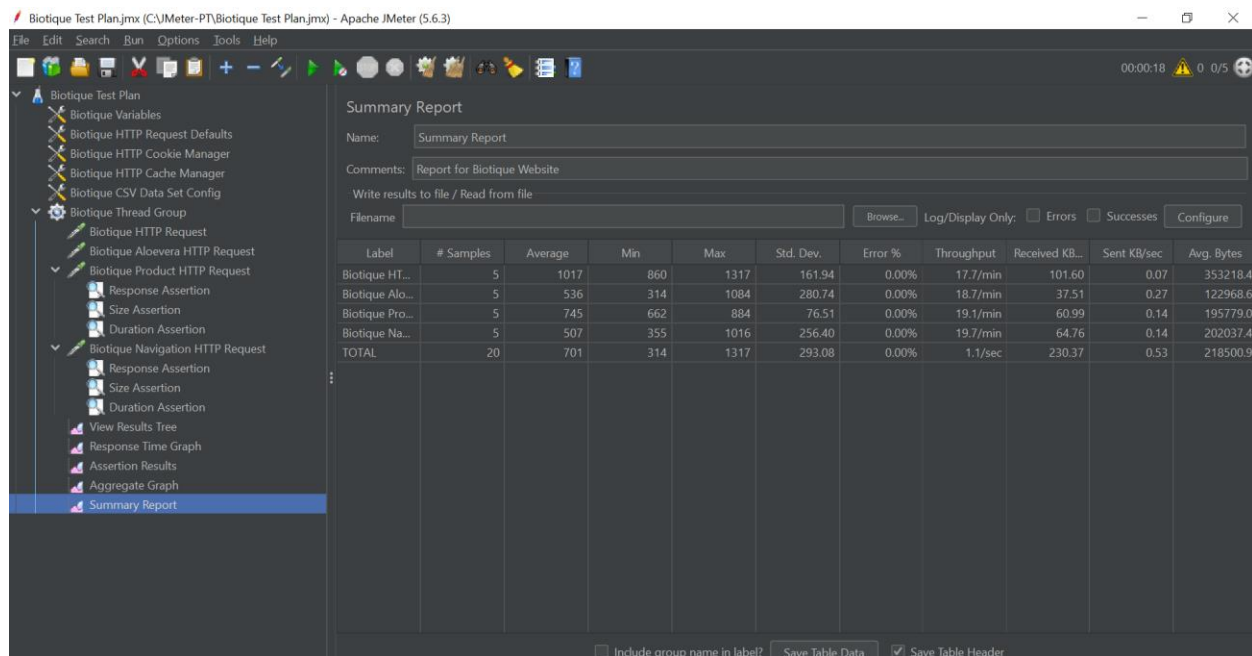 Biotique Test Plan.jmx (C:\JMeter-PT\Biotique Test Plan.jmx) - Apache JMeter (5.6.3)
File Edit Search Run Options Tools Help
00:00:18 0 0/5
Biotique Test Plan
Biotique Variables
Biotique HTTP Request Defaults
Biotique HTTP Cookie Manager
Biotique HTTP Cache Manager
Biotique CSV Data Set Config
Biotique Thread Group
Biotique HTTP Request
Biotique Aloevera HTTP Request
Biotique Product HTTP Request
Response Assertion
Size Assertion
Duration Assertion
Biotique Navigation HTTP Request
Response Assertion
Size Assertion
Duration Assertion
View Results Tree
Response Time Graph
Assertion Results
Aggregate Graph
Summary Report
Summary Report
Name: Summary Report
Comments: Report for Biotique Website
Write results to file / Read from file
Filename Browse... Log/Display Only: Errors Successes Configure
Label # Samples Average Min Max Std. Dev. Error % Throughput Received KB... Sent KB/sec Avg. Bytes
Biotique HT... 5 1017 860 1317 161.94 0.00% 17.7/min 101.60 0.07 353218.4
Biotique Alo... 5 536 314 1084 280.74 0.00% 18.7/min 37.51 0.27 122968.6
Biotique Pro... 5 745 662 884 76.51 0.00% 19.1/min 60.99 0.14 195779.0
Biotique Na... 5 507 355 1016 256.40 0.00% 19.7/min 64.76 0.14 202037.4
TOTAL 20 701 314 1317 293.08 0.00% 1.1/sec 230.37 0.53 218500.9
Include group name in label? Save Table Data Save Table Header